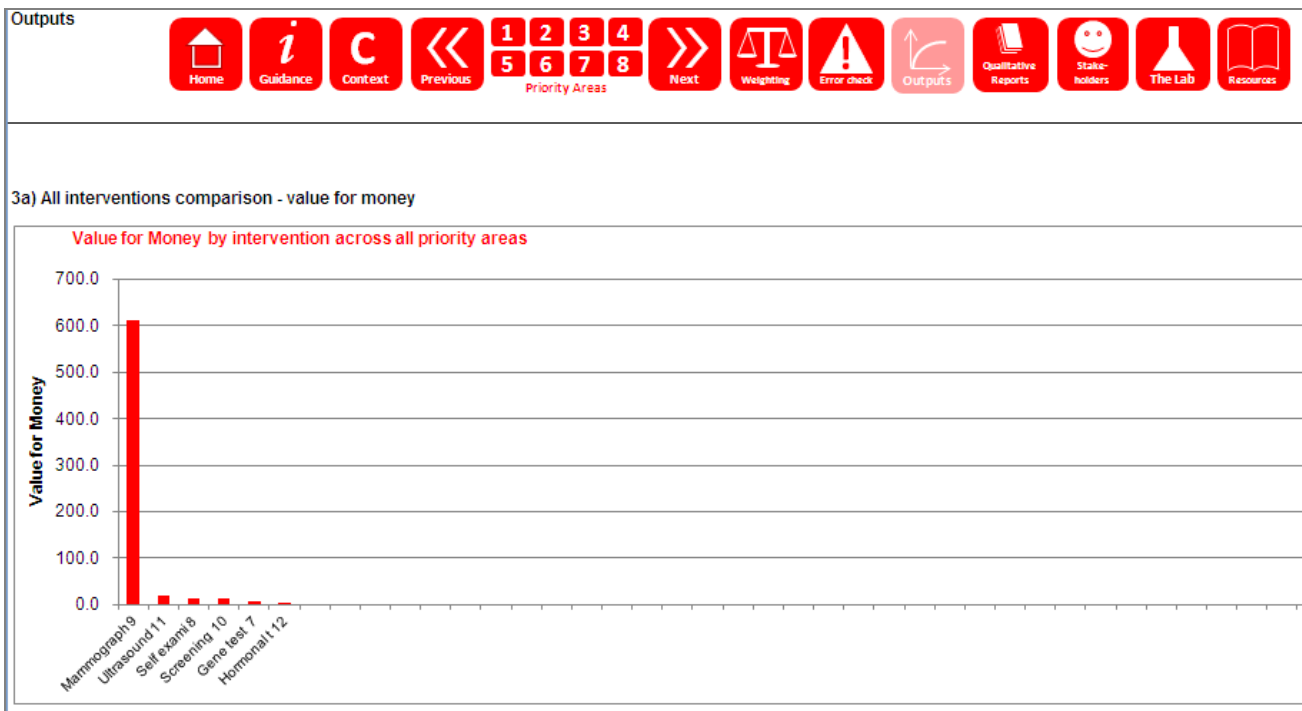 Outputs
Home
i
Guidance
C
Context
Previous
1 2 3 4
5 6 7 8
Priority Areas
Next
Weighting
Error check
Outputs
Qualitative
Reports
Stake-
holders
The Lab
Resources
3a) All interventions comparison - value for money
Value for Money by intervention across all priority areas
Value for Money
700.0
600.0
500.0
400.0
300.0
200.0
100.0
0.0
Mammograph 9
Ultrasound 11
Self exami 8
Screening 10
Gene test 7
Hormonal t 12